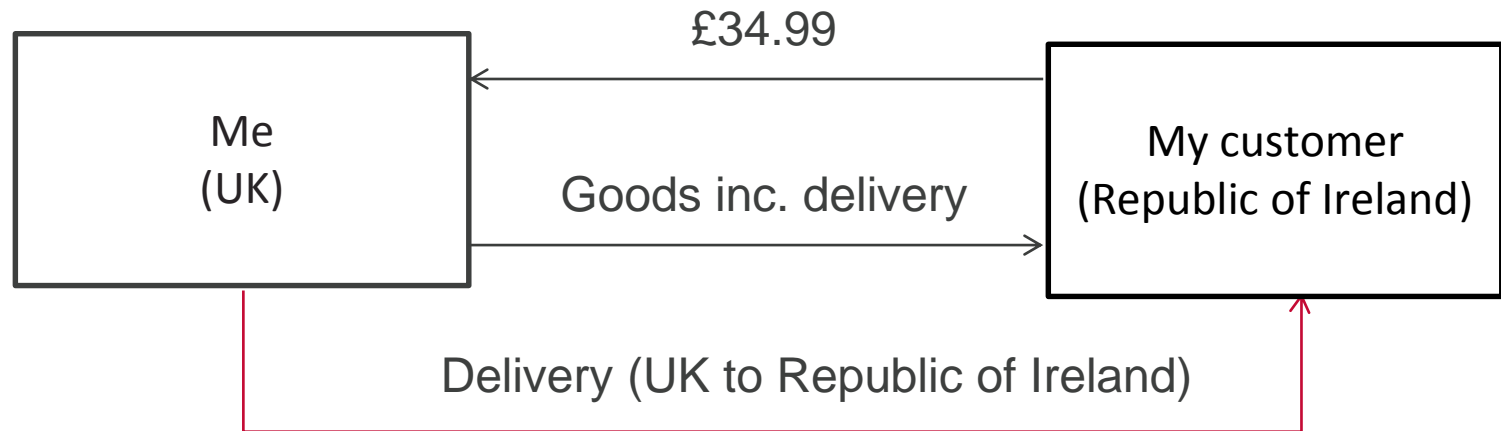 £34.99
Me
(UK)
My customer
(Republic of Ireland)
Goods inc. delivery
Delivery (UK to Republic of Ireland)